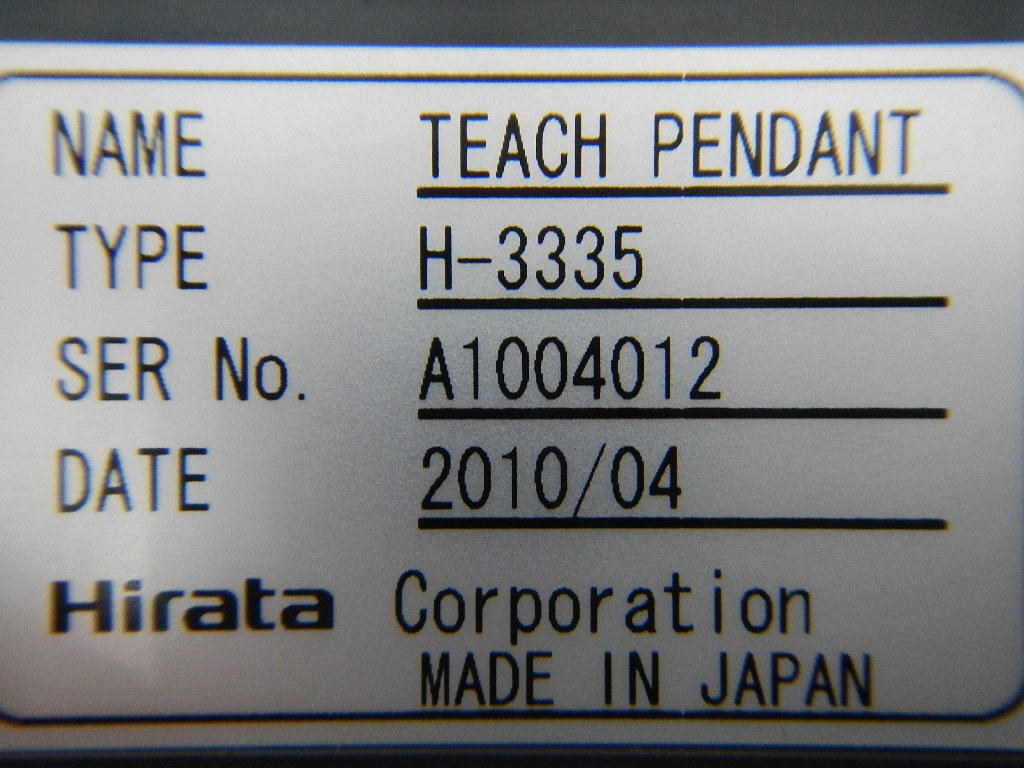 NAME TEACH PENDANT
TYPE H-3335
SER No. A1004012
DATE 2010/04
Hirata Corporation
MADE IN JAPAN